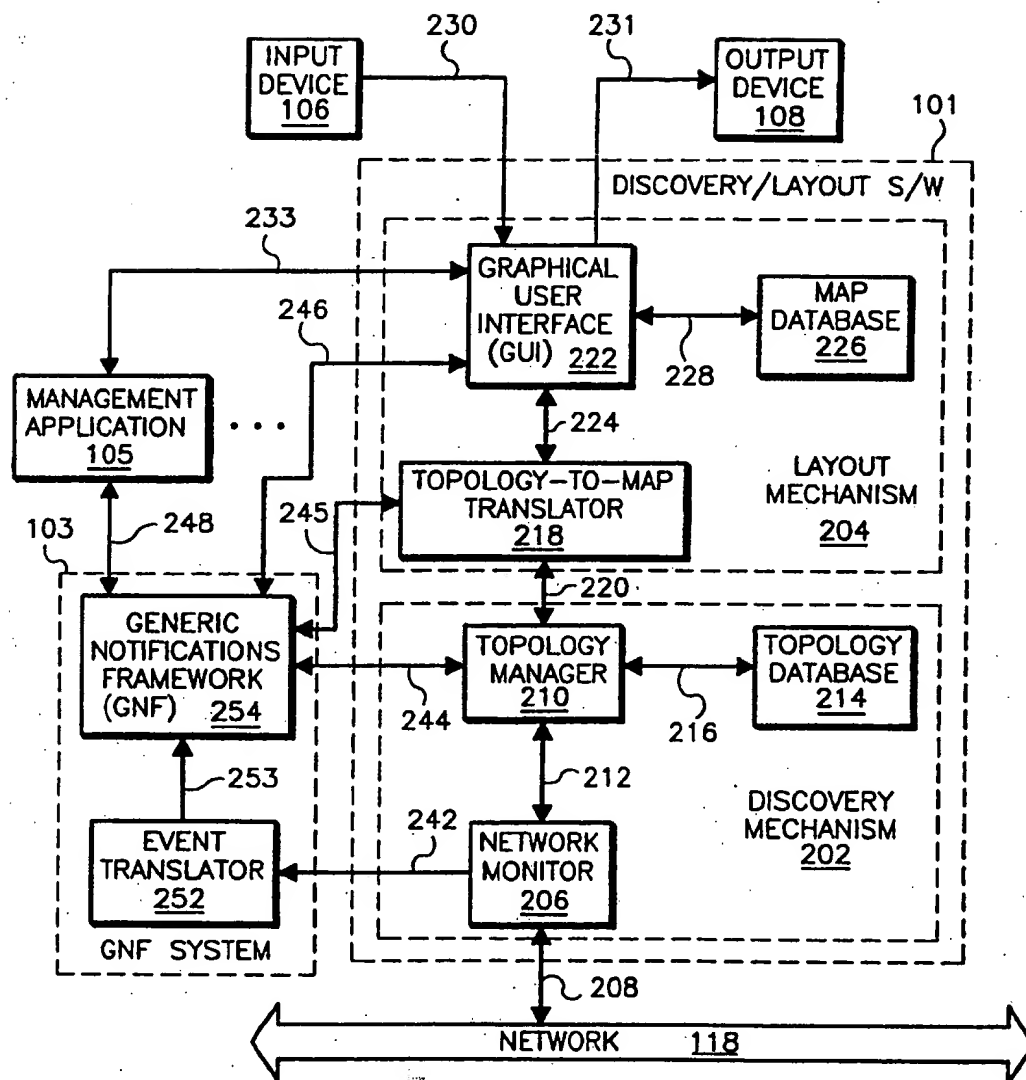 230
231
INPUT
DEVICE
106
OUTPUT
DEVICE
108
101
DISCOVERY/LAYOUT S/W
233
GRAPHICAL
USER
INTERFACE
(GUI) 222
MAP
DATABASE
226
246
228
MANAGEMENT
APPLICATION
105
...
224
LAYOUT
MECHANISM
204
TOPOLOGY-TO-MAP
TRANSLATOR
218
245
103
248
220
GENERIC
NOTIFICATIONS
FRAMEWORK
(GNF) 254
TOPOLOGY
MANAGER
210
TOPOLOGY
DATABASE
214
244
216
253
212
DISCOVERY
MECHANISM
202
EVENT
TRANSLATOR
252
242
NETWORK
MONITOR
206
GNF SYSTEM
208
NETWORK 118